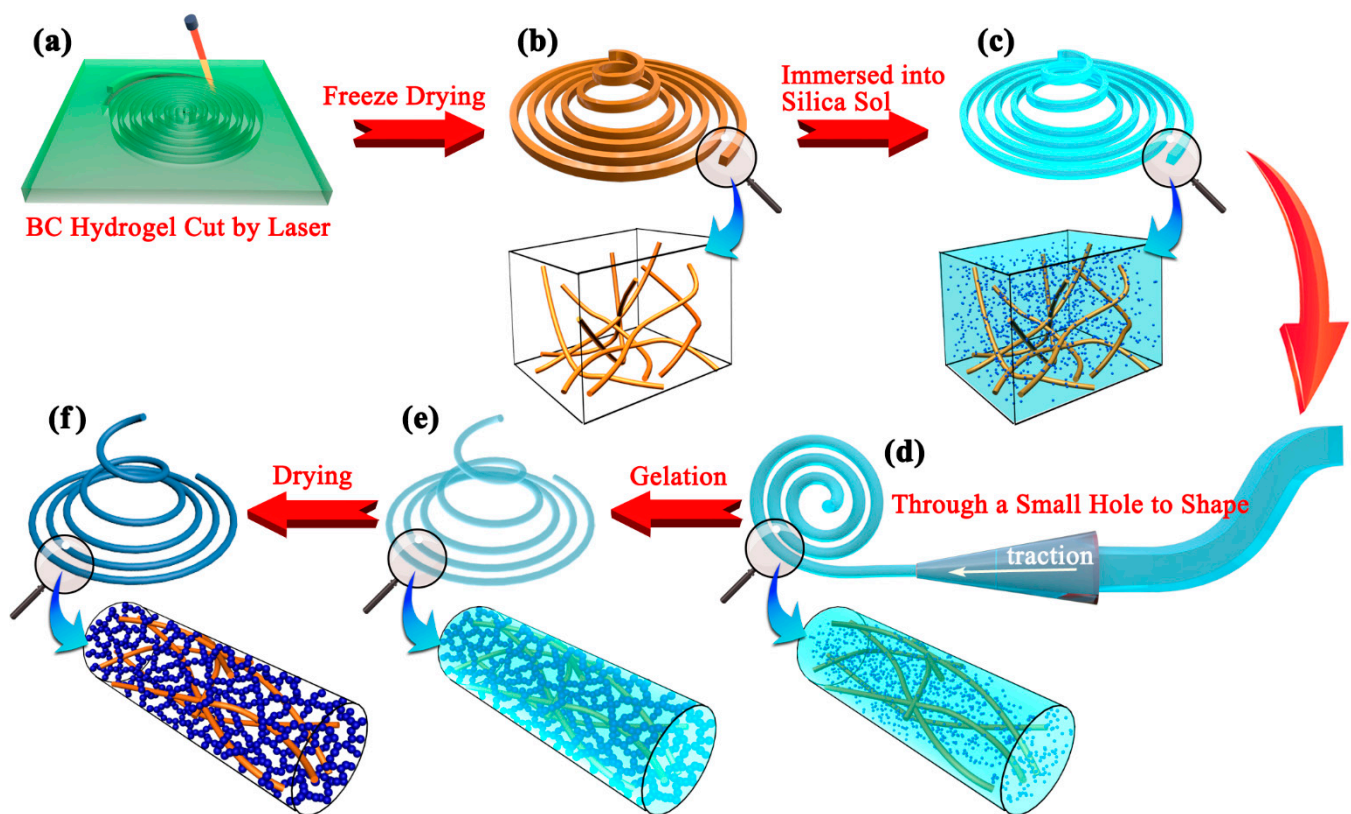 (a)
BC Hydrogel Cut by Laser
Freeze Drying
(b)
Immersed into
Silica Sol
(c)
(d)
Through a Small Hole to Shape
traction
Gelation
(e)
Drying
(f)